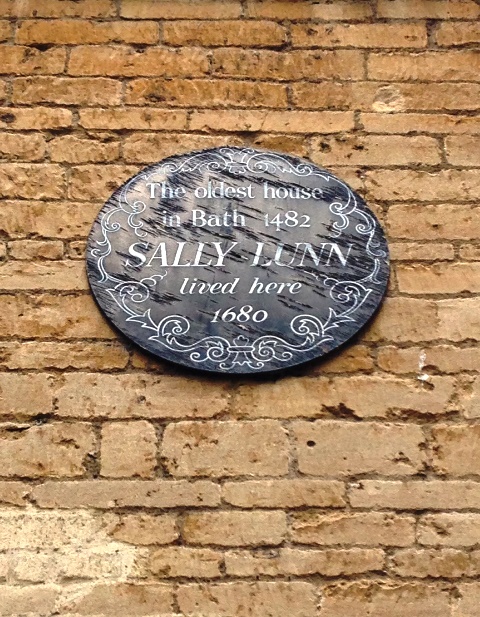 The oldest house
in Bath 1482
SALLY LUNN
lived here
1680